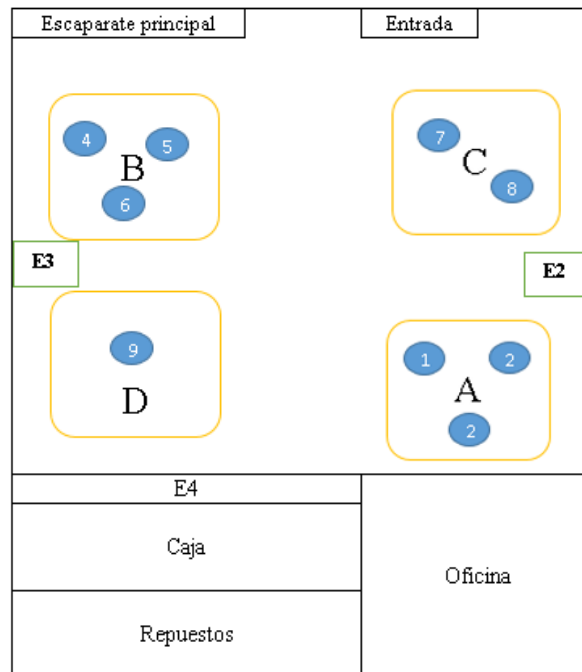 Escaparate principal
Entrada
4
5
B
6
7
C
8
E3
E2
9
D
1
2
A
2
E4
Caja
Oficina
Repuestos